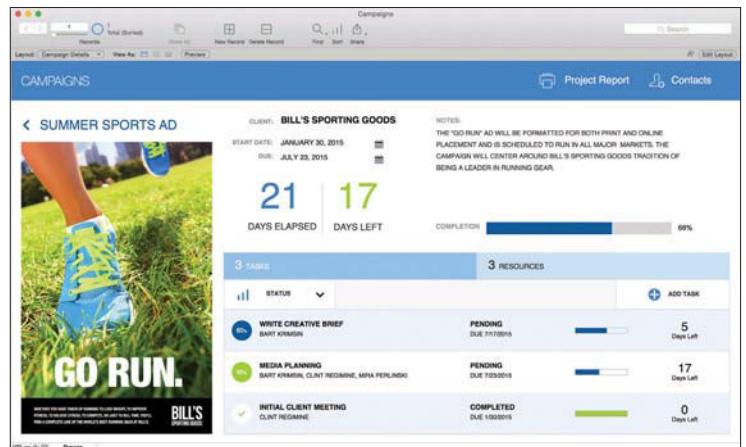 Campaigns
1
1
Total (Sorted)
Records
Show All
New Record
Delete Record
Find
Sort
Share
Search
Layout: Campaign Details
View As:
Preview
Edit Layout
CAMPAIGNS
Project Report
Contacts
SUMMER SPORTS AD
CLIENT: BILL'S SPORTING GOODS
START DATE: JANUARY 30, 2015
DUE: JULY 23, 2015
NOTES:
THE "GO RUN" AD WILL BE FORMATTED FOR BOTH PRINT AND ONLINE
PLACEMENT AND IS SCHEDULED TO RUN IN ALL MAJOR MARKETS. THE
CAMPAIGN WILL CENTER AROUND BILL'S SPORTING GOODS TRADITION OF
BEING A LEADER IN RUNNING GEAR.
21
DAYS ELAPSED
17
DAYS LEFT
COMPLETION
68%
3 TASKS
3 RESOURCES
STATUS
ADD TASK
WRITE CREATIVE BRIEF
BART KRIMSIN
PENDING
DUE 7/17/2015
5
Days Left
MEDIA PLANNING
BART KRIMSIN, CLINT REGIMINE, MIRA PERLINSKI
PENDING
DUE 7/23/2015
17
Days Left
INITIAL CLIENT MEETING
CLINT REGIMINE
COMPLETED
DUE 1/30/2015
0
Days Left
GO RUN.
BILL'S
SPORTING GOODS
Browse